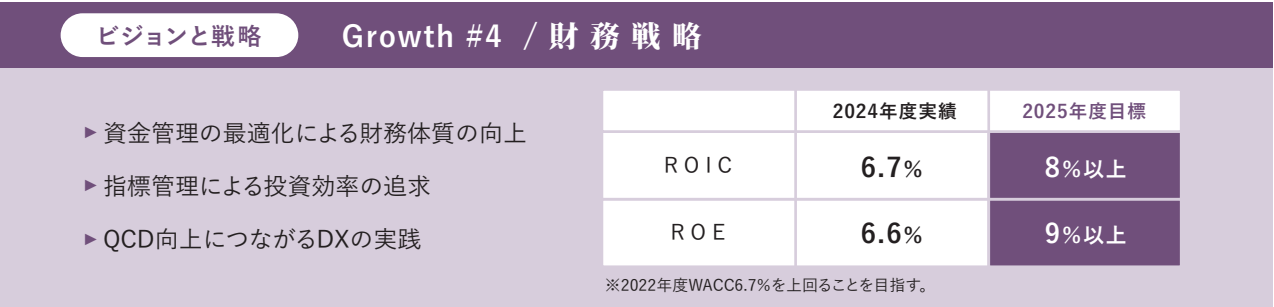 ビジョンと戦略 Growth #4 /財務戦略
▶資金管理の最適化による財務体質の向上
▶指標管理による投資効率の追求
▶QCD向上につながるDXの実践
2024年度実績 2025年度目標
ROIC 6.7% 8%以上
ROE 6.6% 9%以上
※2022年度WACC6.7%を上回ることを目指す。